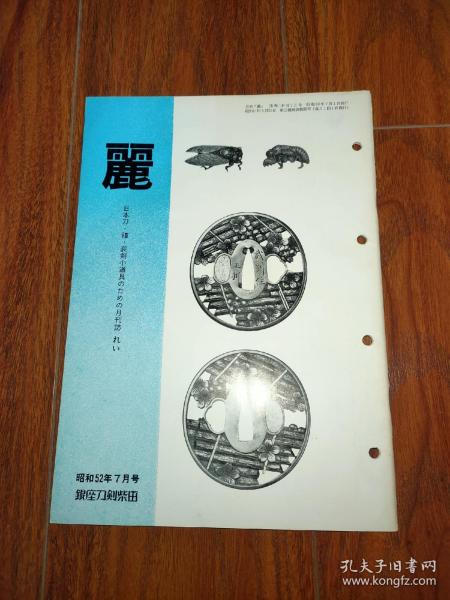 麗
日本刀・鐔・装剣小道具のための月刊誌 れい
昭和52年7月号
銀座刀剣柴田
孔夫子旧书网
www.kongfz.com